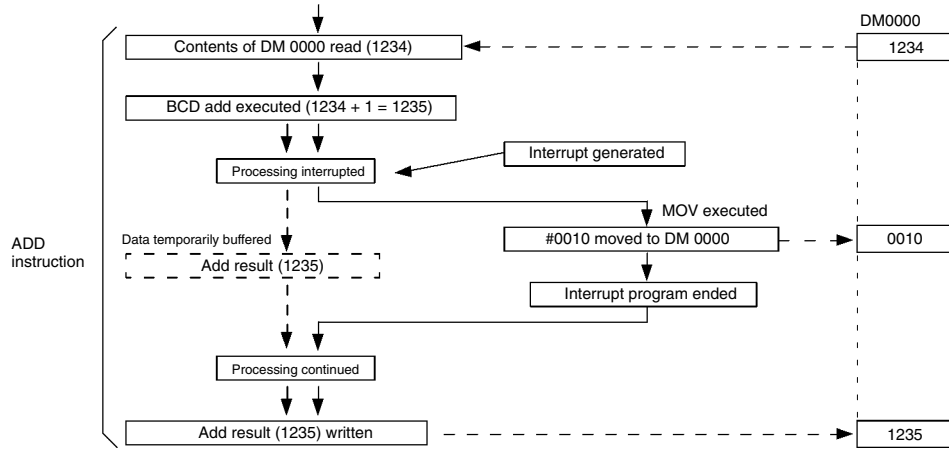 DM0000
Contents of DM 0000 read (1234)
1234
BCD add executed (1234 + 1 = 1235)
Interrupt generated
Processing interrupted
MOV executed
#0010 moved to DM 0000
0010
ADD
instruction
Data temporarily buffered
Add result (1235)
Interrupt program ended
Processing continued
Add result (1235) written
1235